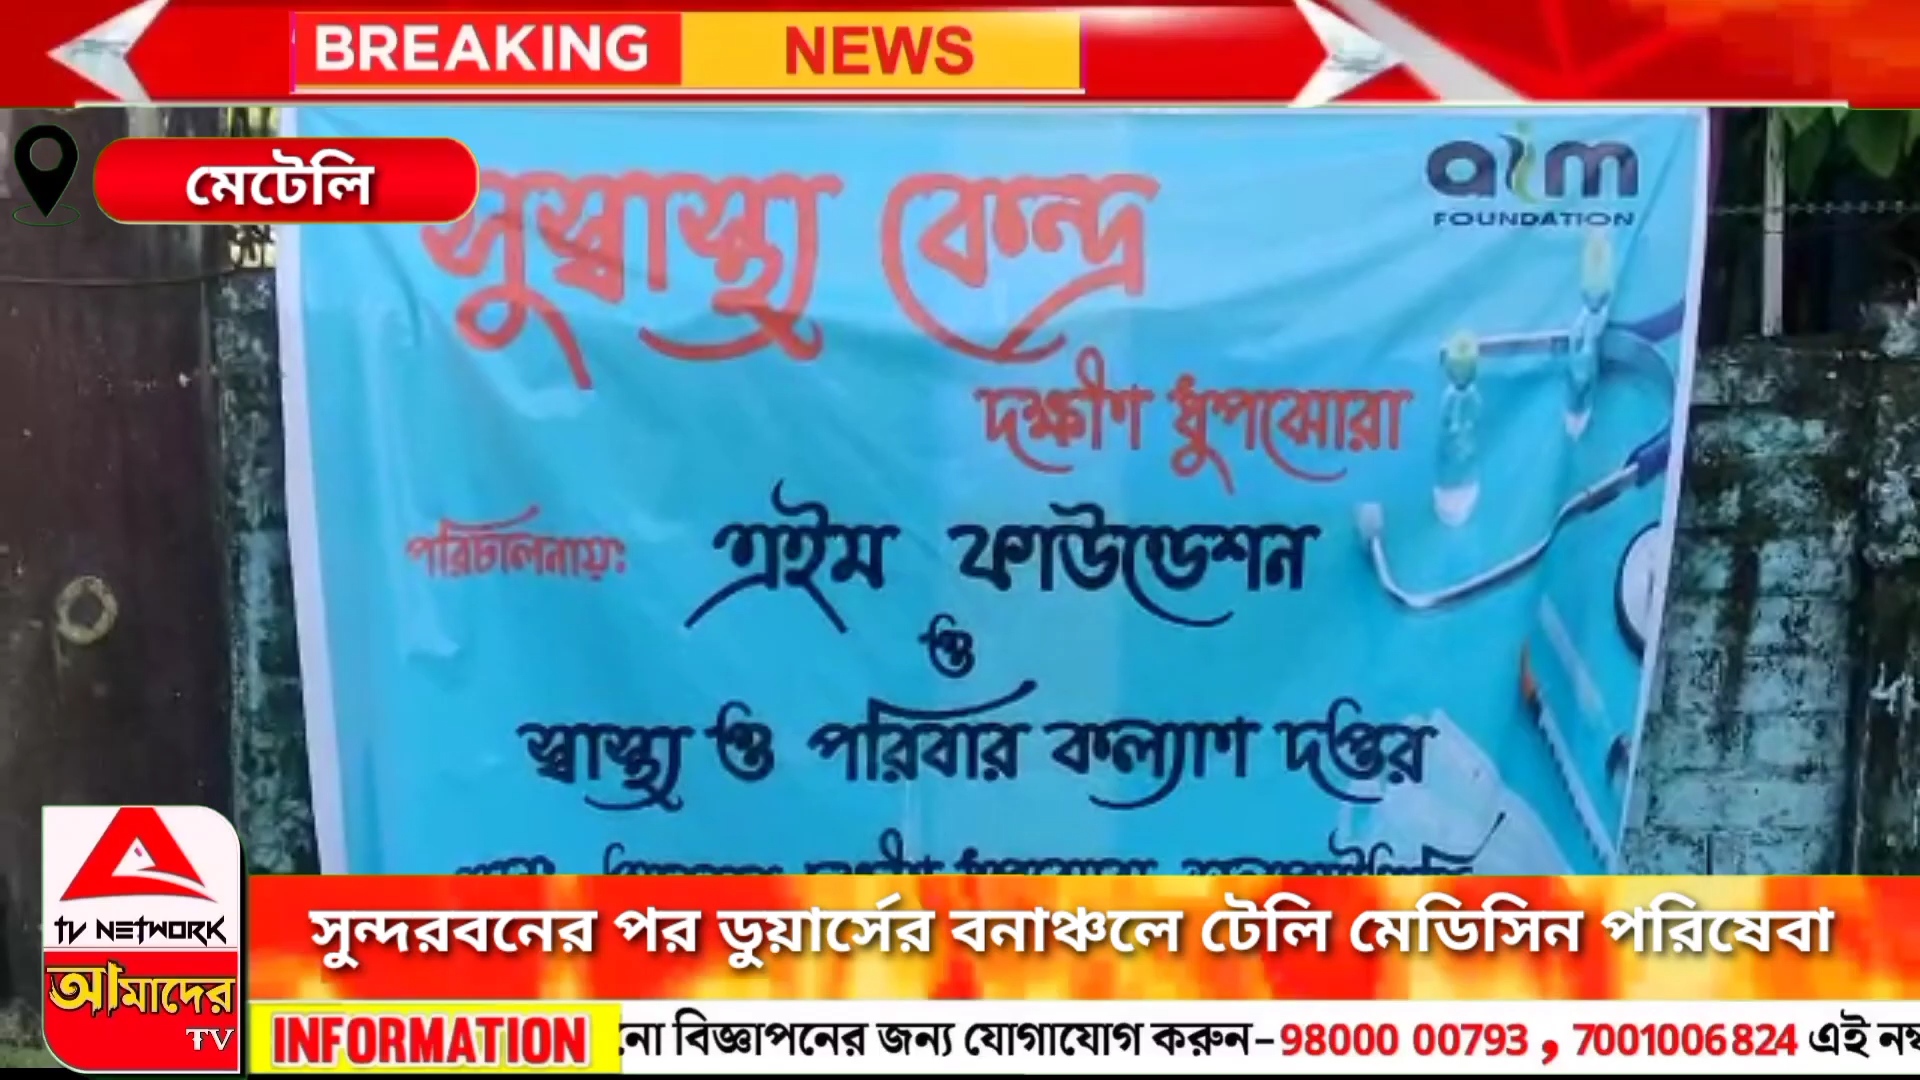 BREAKING NEWS
মেটেলি
aim
FOUNDATION
সুস্বাস্থ্য কেন্দ্র
দক্ষীণ ধুপঝোরা
পরিচালনায়ঃ এইম ফাউন্ডেশন
ও
স্বাস্থ্য ও পরিবার কল্যাণ দপ্তর
সুন্দরবনের পর ডুয়ার্সের বনাঞ্চলে টেলি মেডিসিন পরিষেবা
TV NETWORK
আমাদের
TV
INFORMATION
বিজ্ঞাপনের জন্য যোগাযোগ করুন-98000 00793 , 7001006824 এই